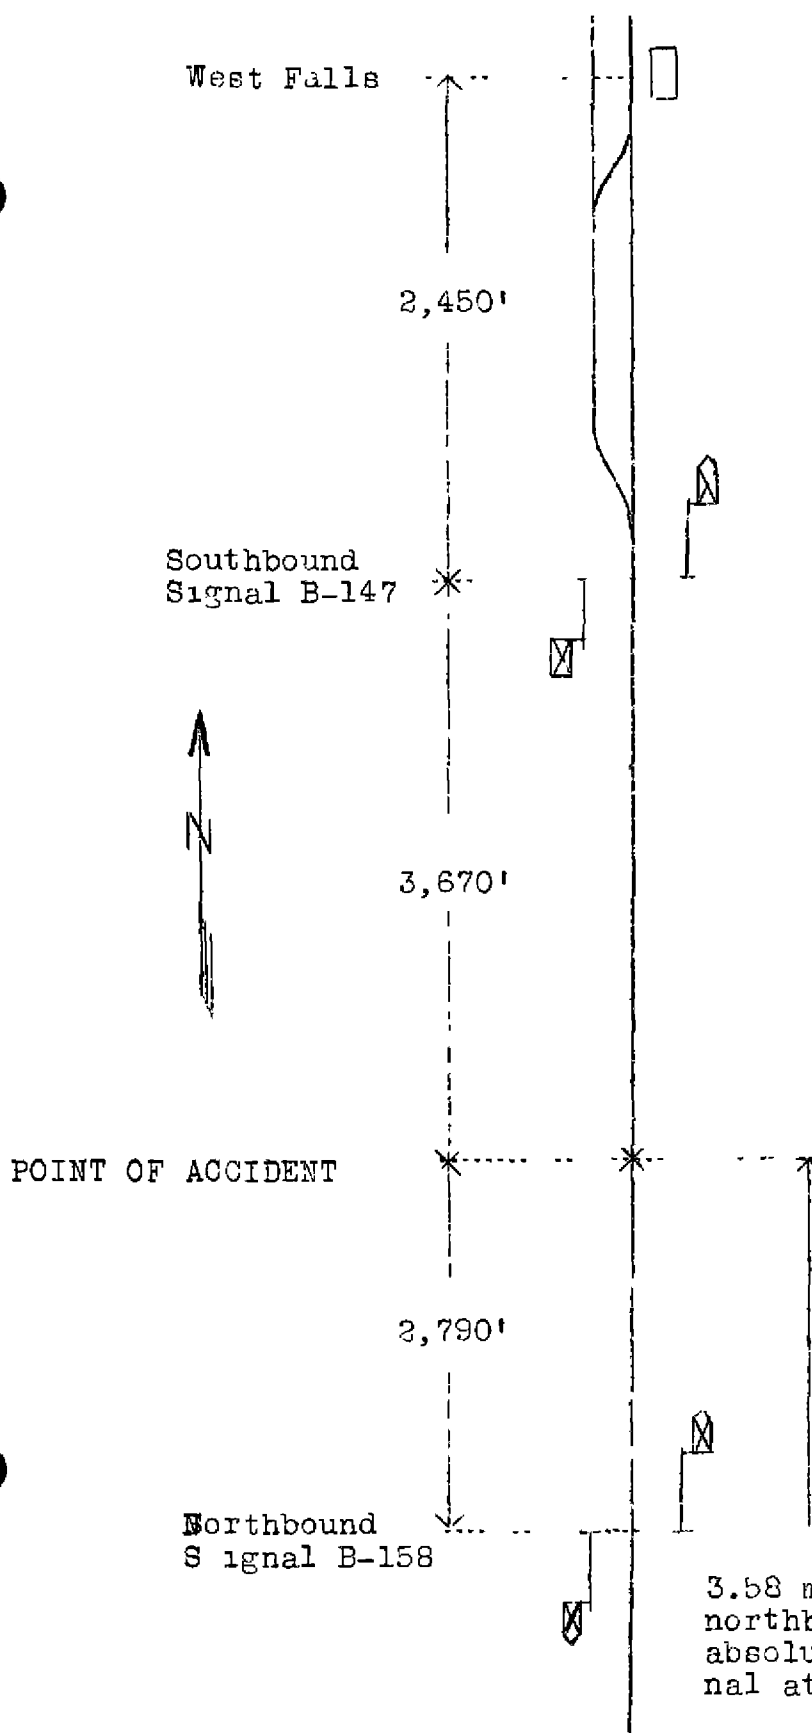 West Falls
2,450'
Southbound
Signal B-147
N
3,670'
POINT OF ACCIDENT
2,790'
Northbound
Signal B-158
3.58 m
northb
absolu
nal at